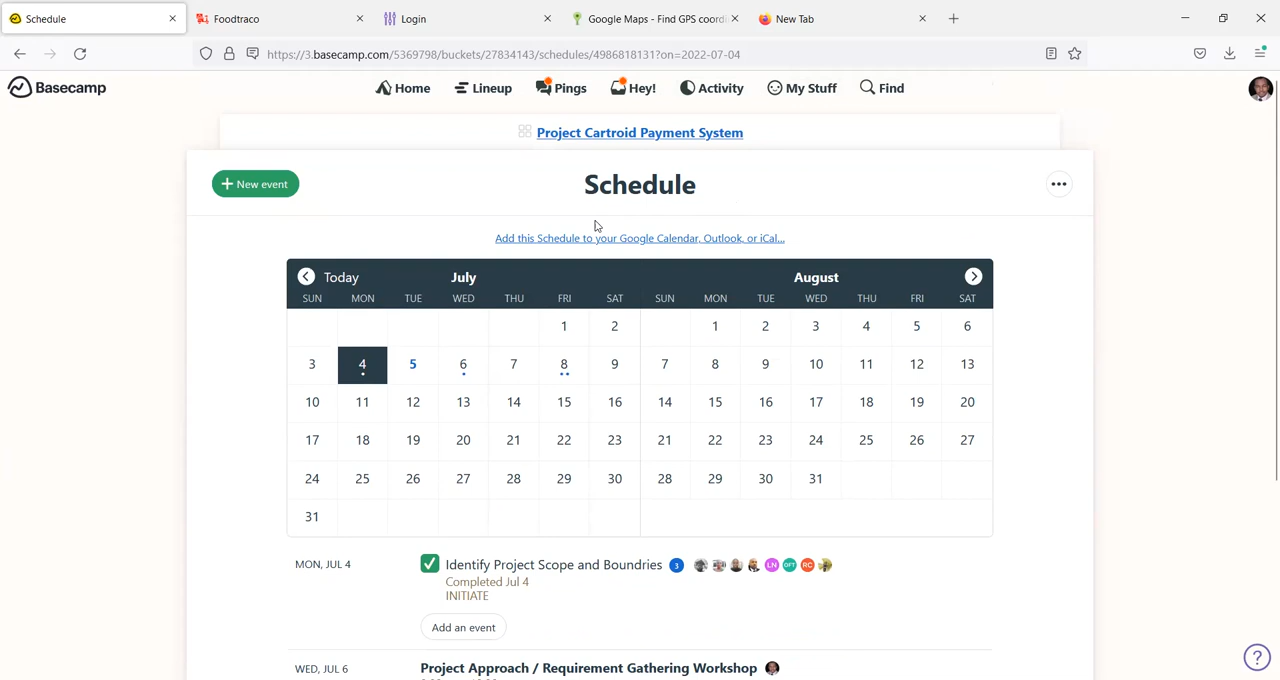 Schedule
Foodtraco
Login
Google Maps - Find GPS coordi
New Tab
https://3.basecamp.com/5369798/buckets/27834143/schedules/4986818131?on=2022-07-04
Basecamp
Home
Lineup
Pings
Hey!
Activity
My Stuff
Find
Project Cartroid Payment System
New event
Schedule
Add this Schedule to your Google Calendar, Outlook, or iCal...
Today July August
SUN MON TUE WED THU FRI SAT SUN MON TUE WED THU FRI SAT
1 2 1 2 3 4 5 6
3 4 5 6 7 8 9 7 8 9 10 11 12 13
10 11 12 13 14 15 16 14 15 16 17 18 19 20
17 18 19 20 21 22 23 21 22 23 24 25 26 27
24 25 26 27 28 29 30 28 29 30 31
31
MON, JUL 4 Identify Project Scope and Boundries 3 LN OFT RC
Completed Jul 4
INITIATE
Add an event
WED, JUL 6 Project Approach / Requirement Gathering Workshop